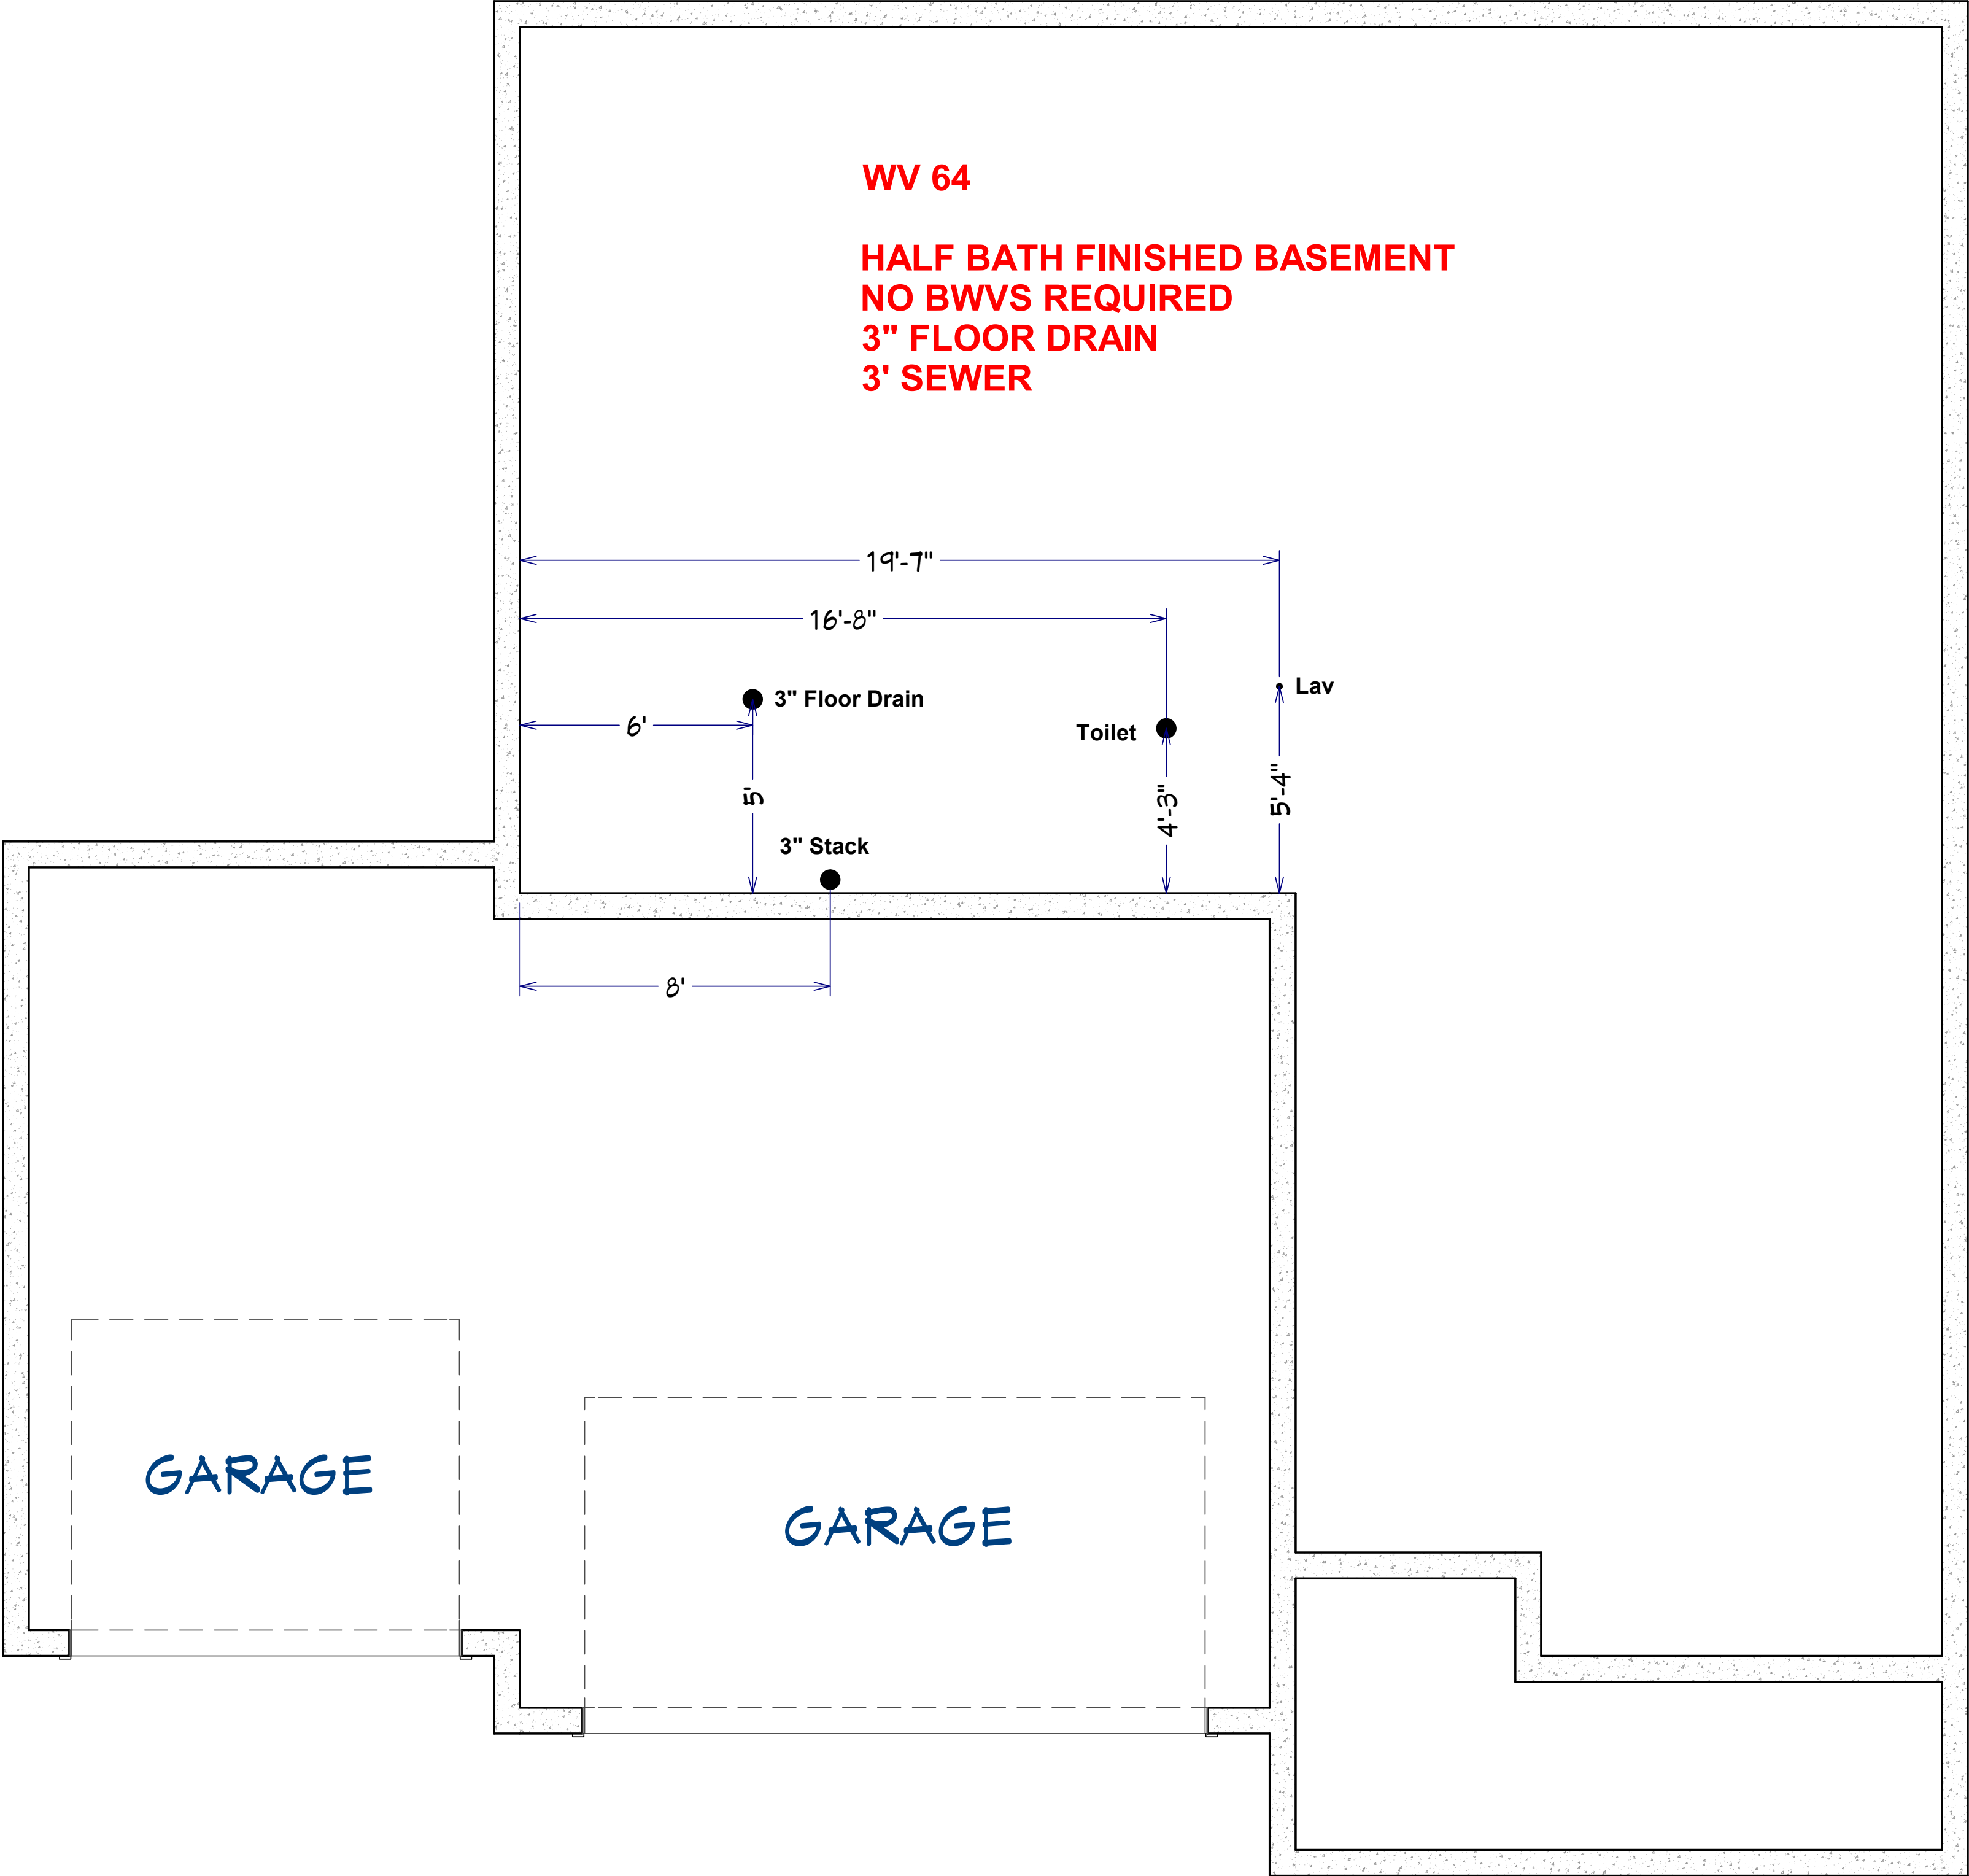 WV 64
HALF BATH FINISHED BASEMENT
NO BWVS REQUIRED
3" FLOOR DRAIN
3' SEWER
19'-7"
16'-8"
Lav
3" Floor Drain
6'
Toilet
5'
4'-3"
5'-4"
3" Stack
8'
GARAGE
GARAGE